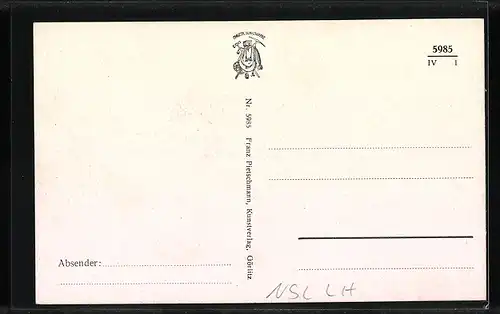 5985
IV 1
Nr. 5985 Franz Pietschmann, Kunstverlag, Görlitz
Absender:
NSL LH